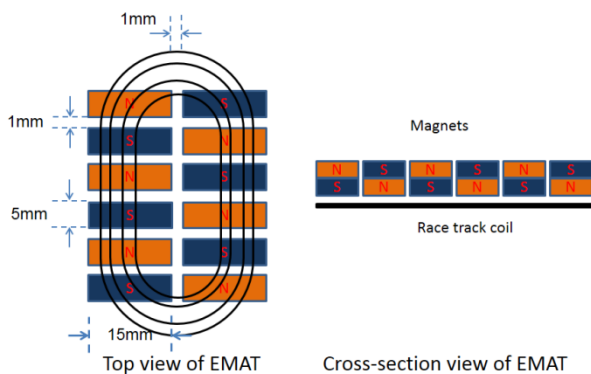 1mm
N S
1mm
S N
N S
5mm
S N
N S
S N
15mm
Top view of EMAT
Magnets
N S N S N S
S N S N S N
Race track coil
Cross-section view of EMAT